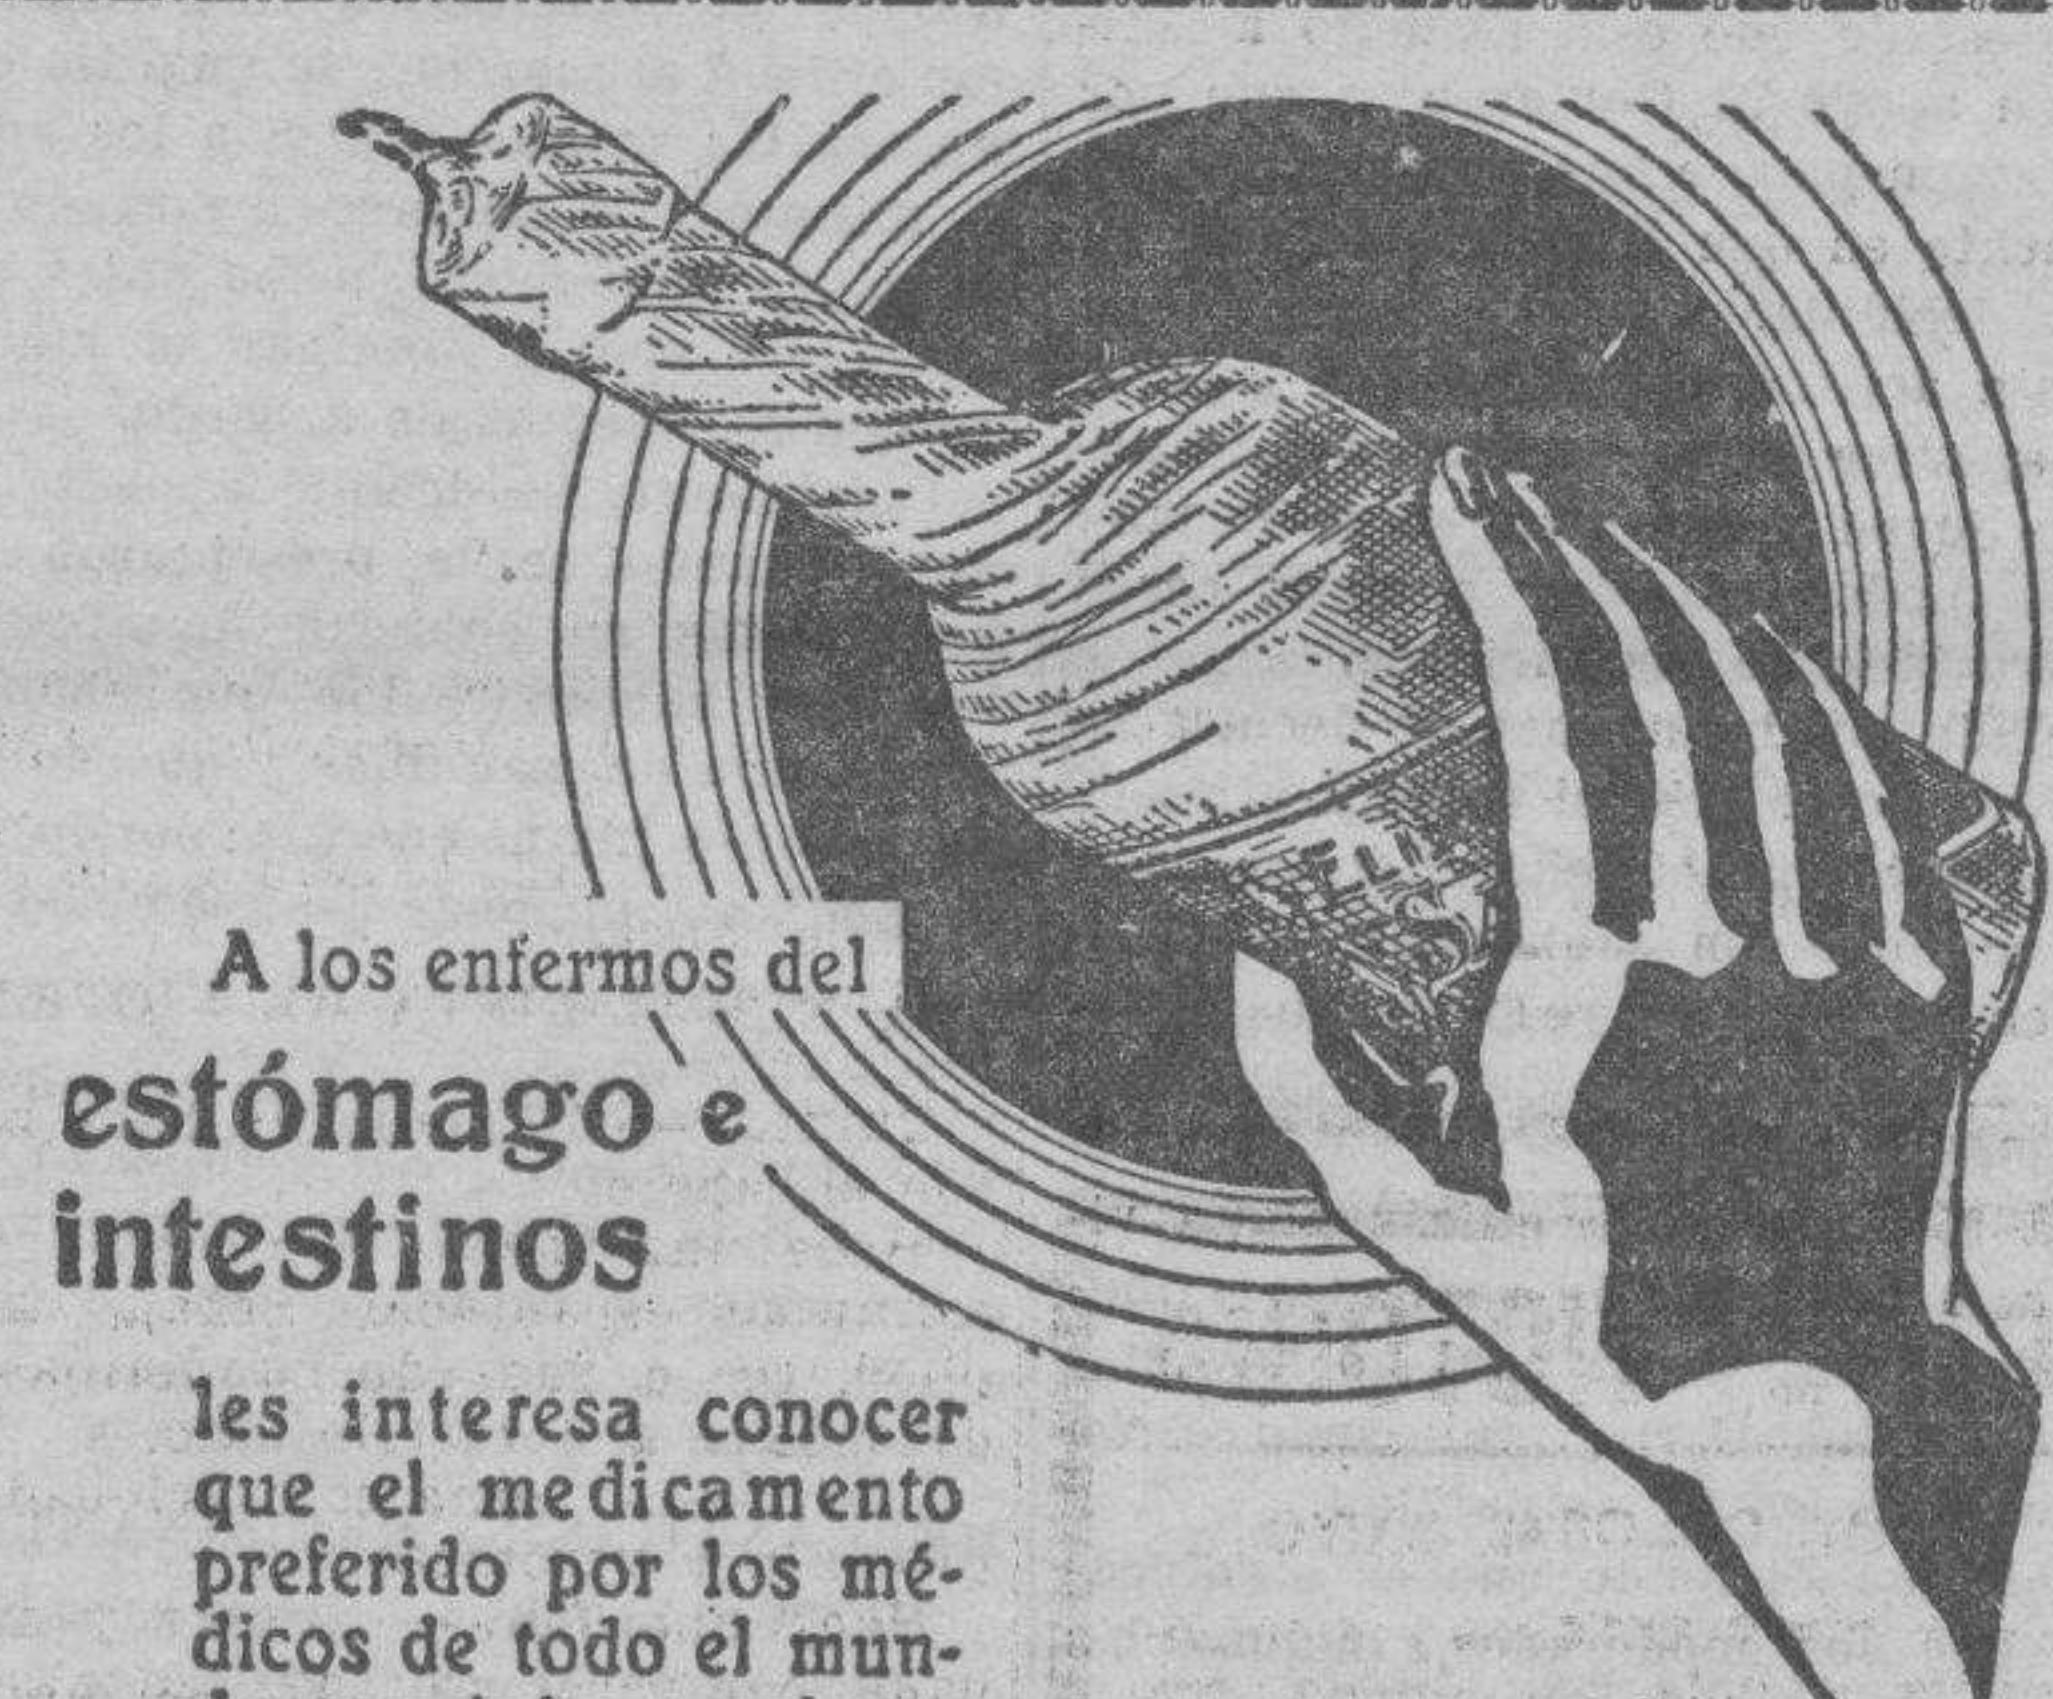 A los enfermos del
estómago e
intestinos
les interesa conocer
que el medicamento
preferido por los mé-
dicos de todo el mun-